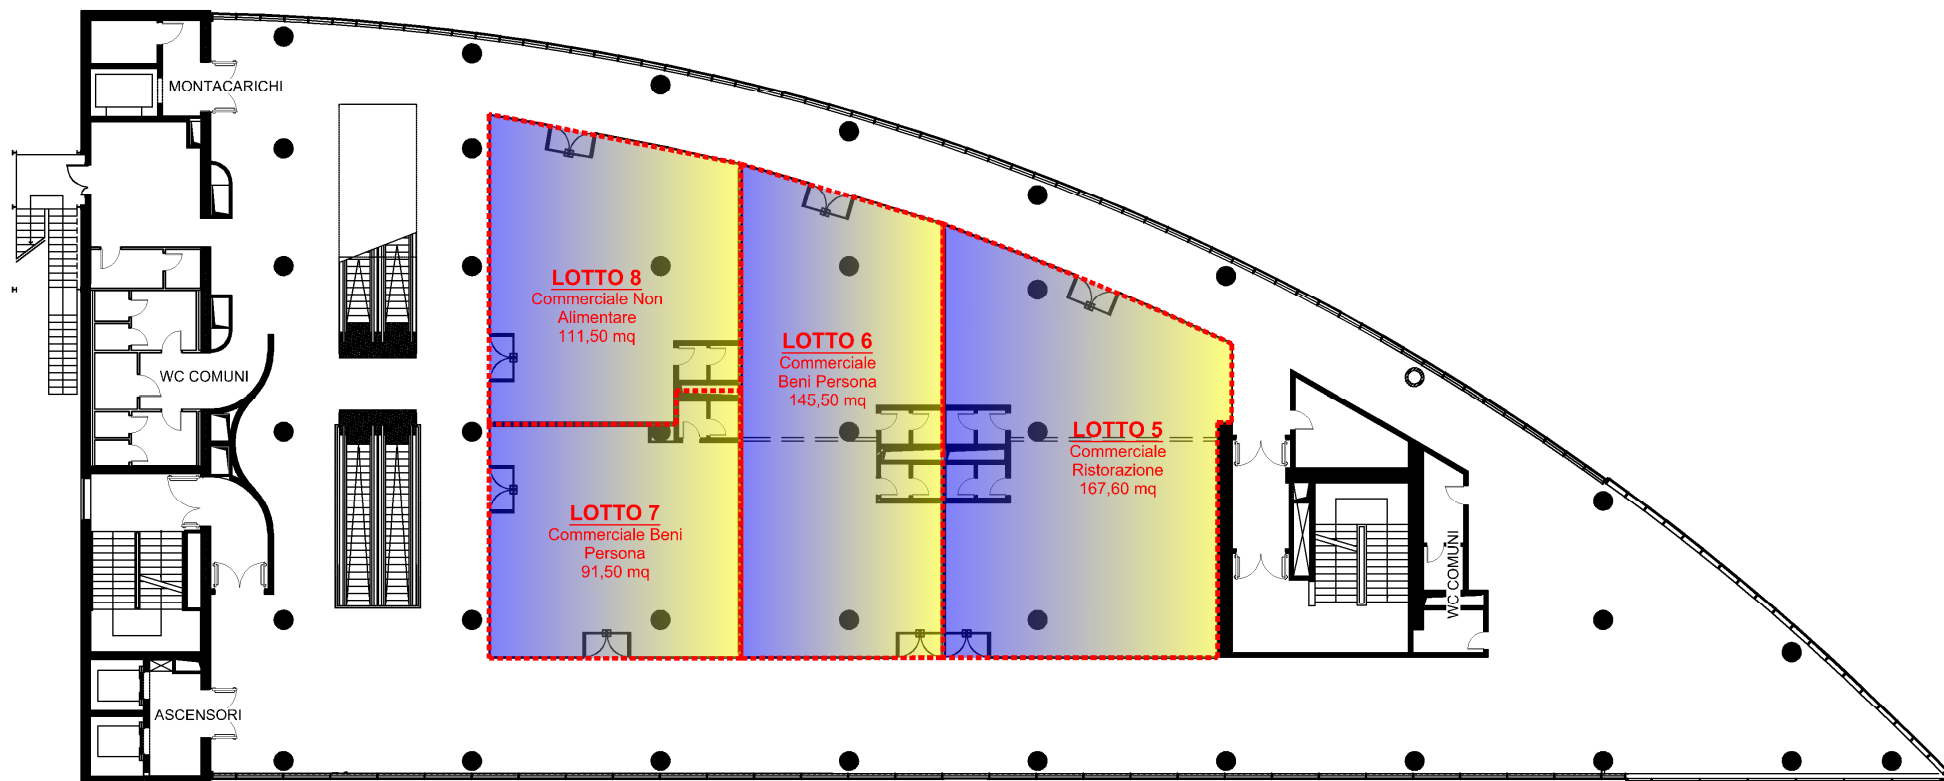 MONTACARICHI
LOTTO 8
Commerciale Non
Alimentare
111,50 mq
LOTTO 6
Commerciale
Beni Persona
145,50 mq
WC COMUNI
LOTTO 5
Commerciale
Ristorazione
167,60 mq
LOTTO 7
Commerciale Beni
Persona
91,50 mq
WC COMUNI
ASCENSORI